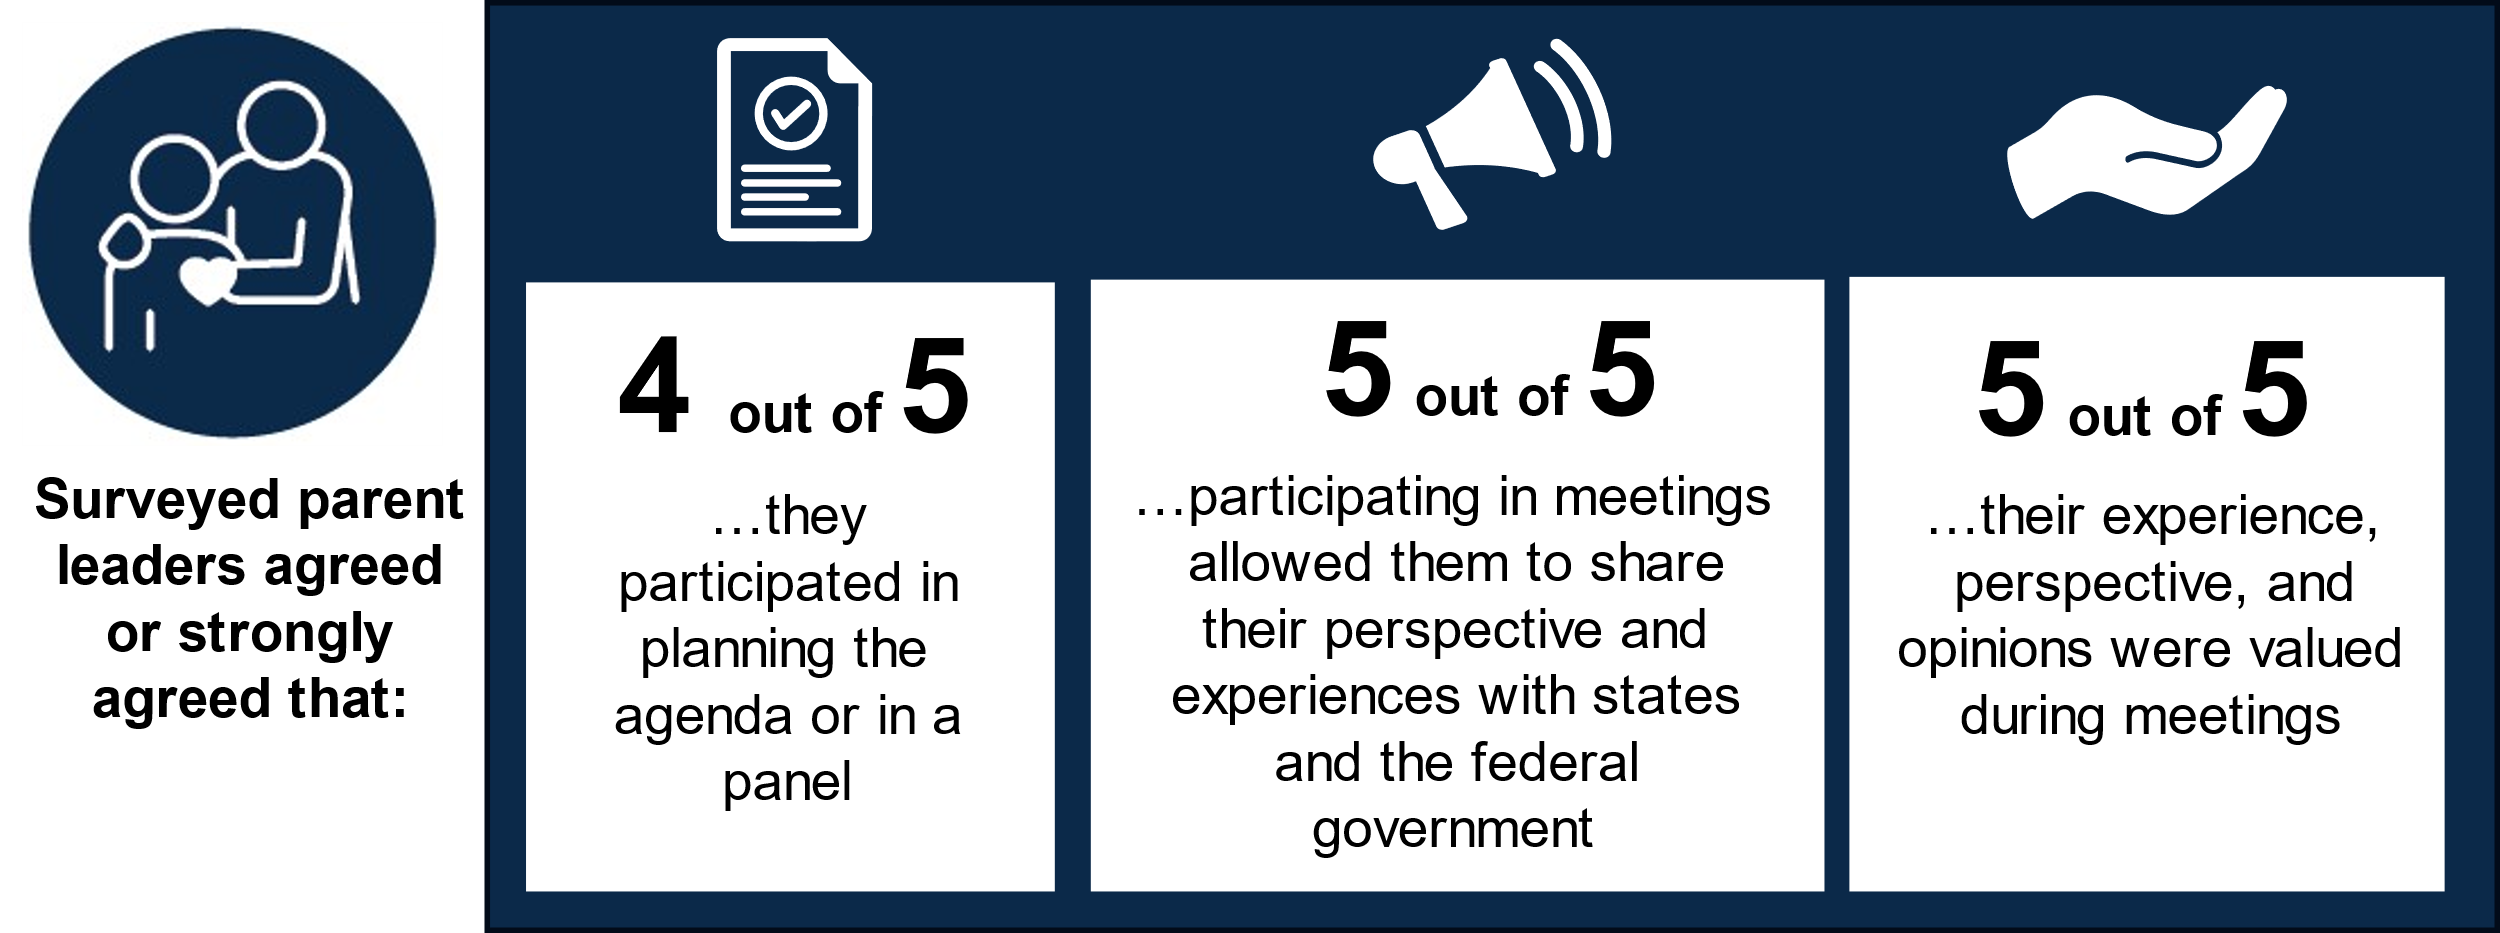 Surveyed parent
leaders agreed
or strongly
agreed that:
4 out of 5
…they
participated in
planning the
agenda or in a
panel
5 out of 5
…participating in meetings
allowed them to share
their perspective and
experiences with states
and the federal
government
5 out of 5
…their experience,
perspective, and
opinions were valued
during meetings